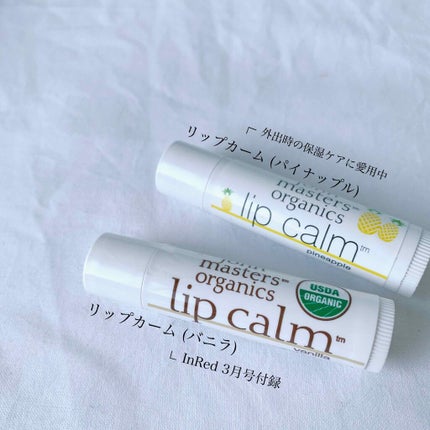 外出時の保湿ケアに愛用中
リップカーム (パイナップル)
masters
organics
lip calm™
pineapple
masters
organics
lip calm™
vanilla
USDA
ORGANIC
リップカーム (バニラ)
InRed 3月号付録